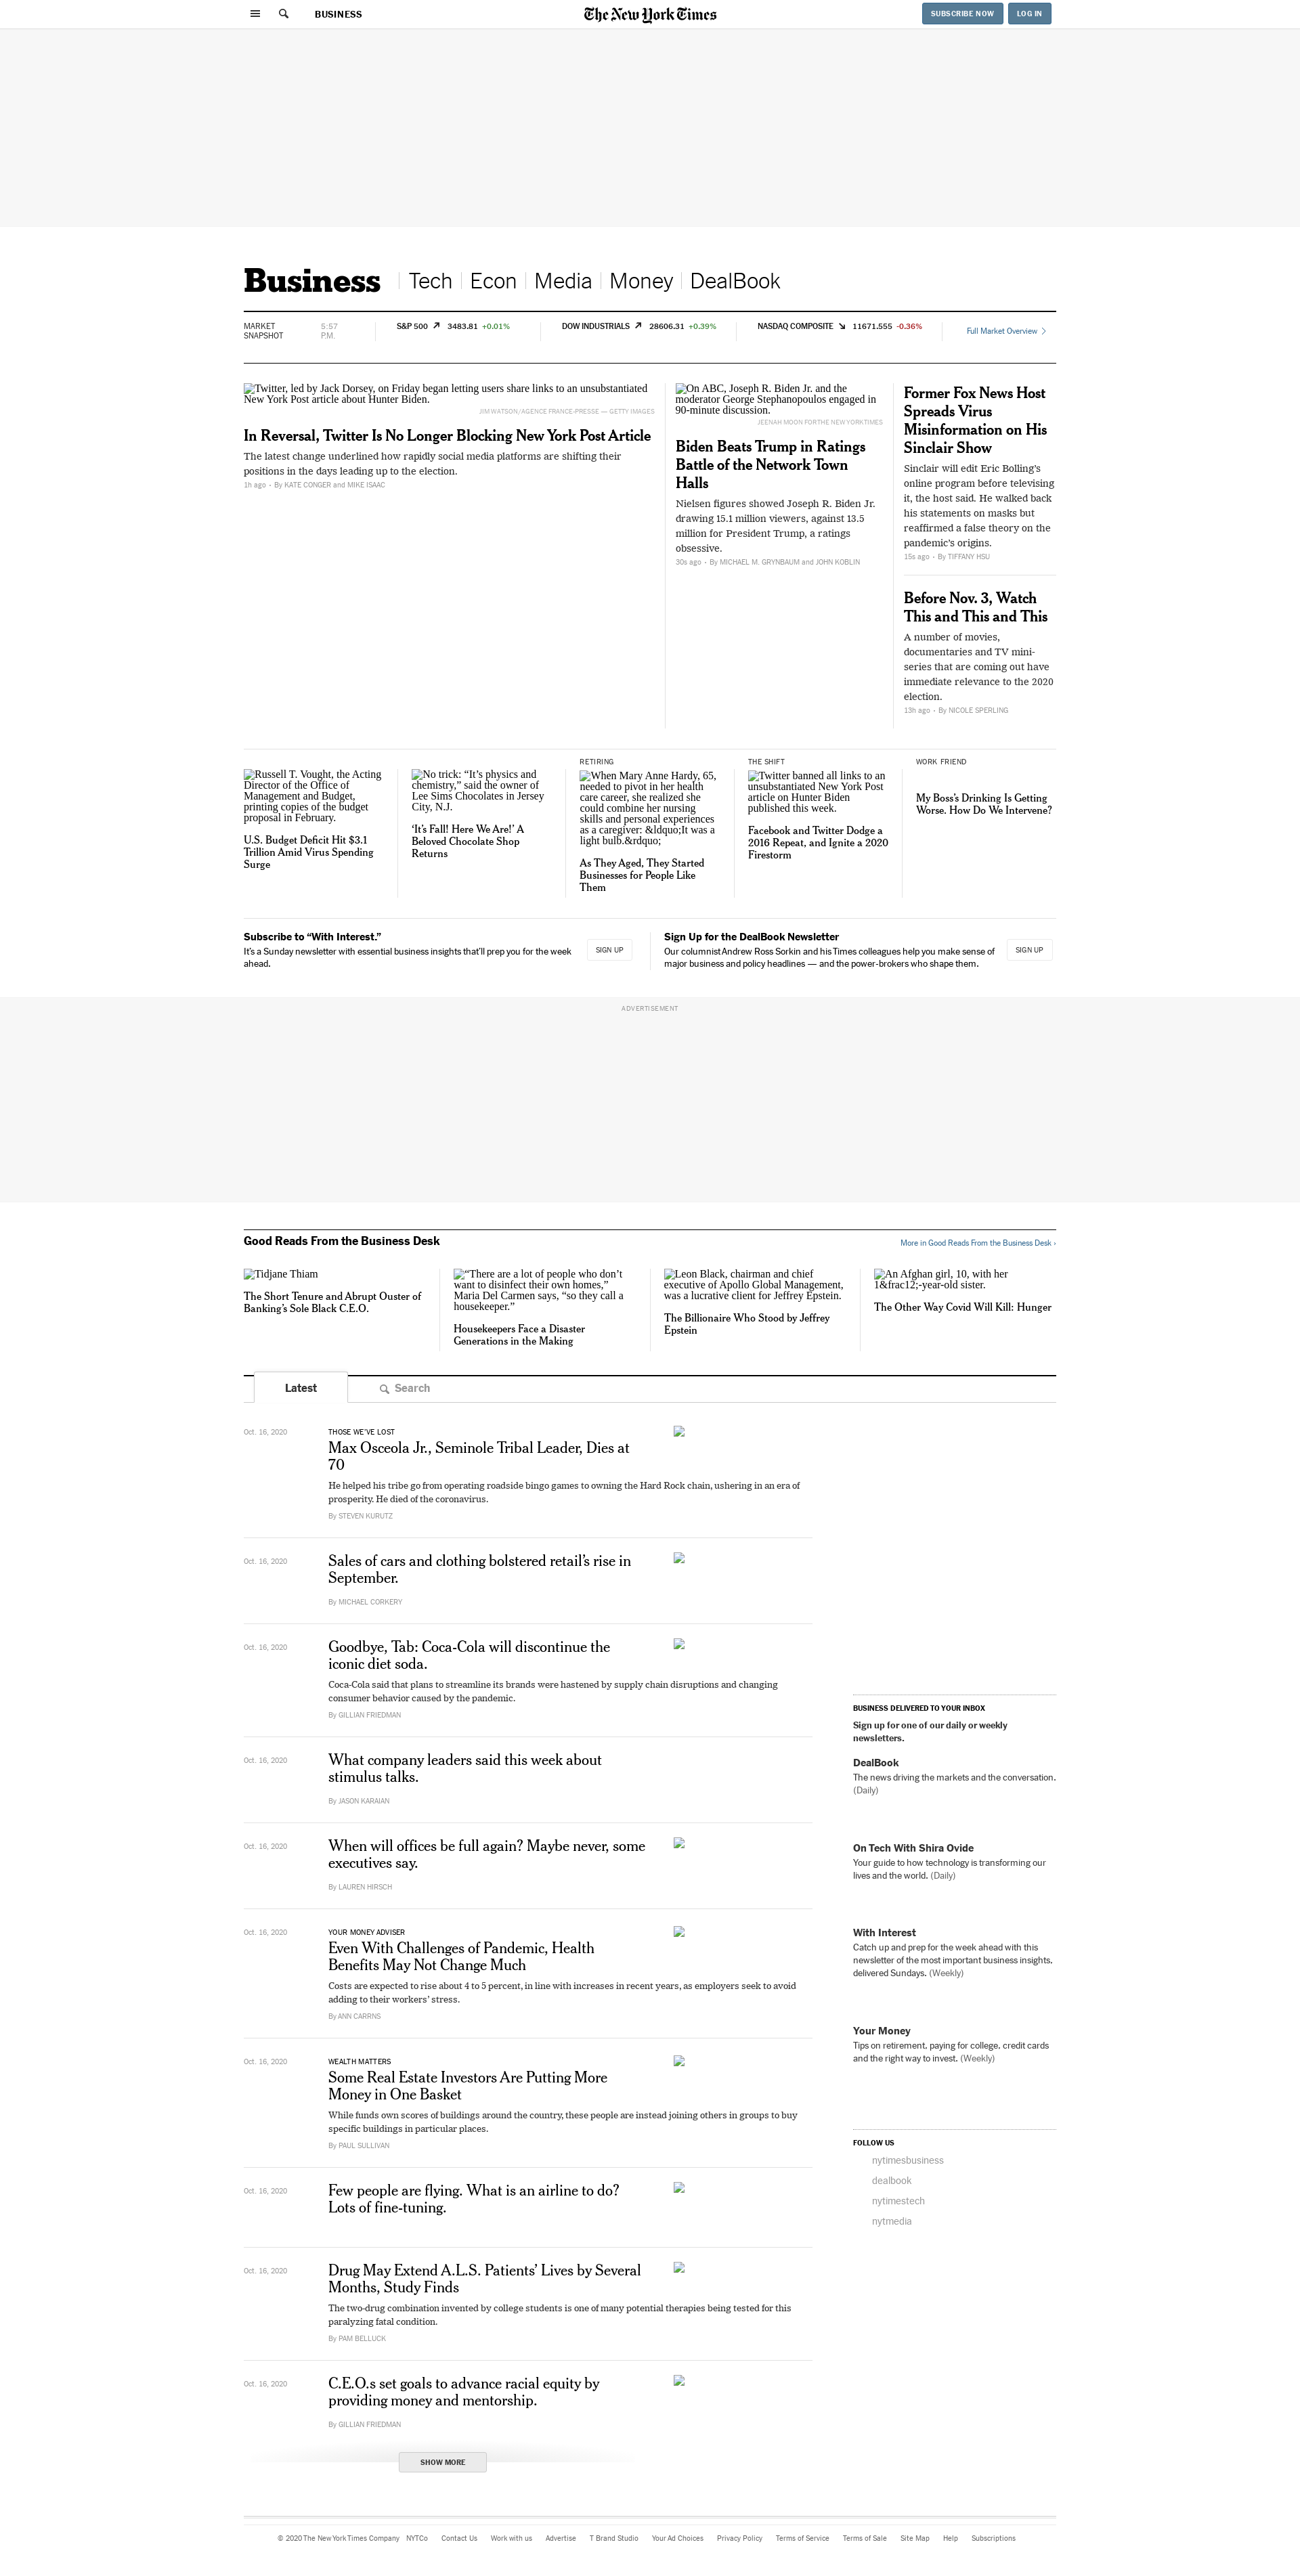 BUSINESS
The New York Times
SUBSCRIBE NOW
LOG IN
Business
Tech
Econ
Media
Money
DealBook
MARKET
SNAPSHOT
5:57
P.M.
S&P 500 3483.81 +0.01%
DOW INDUSTRIALS 28606.31 +0.39%
NASDAQ COMPOSITE 11671.555 -0.36%
Full Market Overview
Twitter, led by Jack Dorsey, on Friday began letting users share links to an unsubstantiated
New York Post article about Hunter Biden.
JIM WATSON/AGENCE FRANCE-PRESSE — GETTY IMAGES
In Reversal, Twitter Is No Longer Blocking New York Post Article
The latest change underlined how rapidly social media platforms are shifting their
positions in the days leading up to the election.
1h ago • By KATE CONGER and MIKE ISAAC
On ABC, Joseph R. Biden Jr. and the
moderator George Stephanopoulos engaged in
90-minute discussion.
JEENAH MOON FOR THE NEW YORK TIMES
Biden Beats Trump in Ratings
Battle of the Network Town
Halls
Nielsen figures showed Joseph R. Biden Jr.
drawing 15.1 million viewers, against 13.5
million for President Trump, a ratings
obsessive.
30s ago • By MICHAEL M. GRYNBAUM and JOHN KOBLIN
Former Fox News Host
Spreads Virus
Misinformation on His
Sinclair Show
Sinclair will edit Eric Bolling's
online program before televising
it, the host said. He walked back
his statements on masks but
reaffirmed a false theory on the
pandemic's origins.
15s ago • By TIFFANY HSU
Before Nov. 3, Watch
This and This and This
A number of movies,
documentaries and TV mini-
series that are coming out have
immediate relevance to the 2020
election.
13h ago • By NICOLE SPERLING
Russell T. Vought, the Acting
Director of the Office of
Management and Budget,
printing copies of the budget
proposal in February.
U.S. Budget Deficit Hit $3.1
Trillion Amid Virus Spending
Surge
No trick: “It’s physics and
chemistry,” said the owner of
Lee Sims Chocolates in Jersey
City, N.J.
‘It’s Fall! Here We Are!’ A
Beloved Chocolate Shop
Returns
RETIRING
When Mary Anne Hardy, 65,
needed to pivot in her health
care career, she realized she
could combine her nursing
skills and personal experiences
as a caregiver: &ldquo;It was a
light bulb.&rdquo;
As They Aged, They Started
Businesses for People Like
Them
THE SHIFT
Twitter banned all links to an
unsubstantiated New York Post
article on Hunter Biden
published this week.
Facebook and Twitter Dodge a
2016 Repeat, and Ignite a 2020
Firestorm
WORK FRIEND
My Boss’s Drinking Is Getting
Worse. How Do We Intervene?
Subscribe to “With Interest.”
It’s a Sunday newsletter with essential business insights that’ll prep you for the week
ahead.
SIGN UP
Sign Up for the DealBook Newsletter
Our columnist Andrew Ross Sorkin and his Times colleagues help you make sense of
major business and policy headlines — and the power-brokers who shape them.
SIGN UP
ADVERTISEMENT
Good Reads From the Business Desk
More in Good Reads From the Business Desk ›
Tidjane Thiam
The Short Tenure and Abrupt Ouster of
Banking’s Sole Black C.E.O.
“There are a lot of people who don’t
want to disinfect their own homes,”
Maria Del Carmen says, “so they call a
housekeeper.”
Housekeepers Face a Disaster
Generations in the Making
Leon Black, chairman and chief
executive of Apollo Global Management,
was a lucrative client for Jeffrey Epstein.
The Billionaire Who Stood by Jeffrey
Epstein
An Afghan girl, 10, with her
1&frac12;-year-old sister.
The Other Way Covid Will Kill: Hunger
Latest
Search
Oct. 16, 2020
THOSE WE’VE LOST
Max Osceola Jr., Seminole Tribal Leader, Dies at
70
He helped his tribe go from operating roadside bingo games to owning the Hard Rock chain, ushering in an era of
prosperity. He died of the coronavirus.
By STEVEN KURUTZ
Oct. 16, 2020
Sales of cars and clothing bolstered retail’s rise in
September.
By MICHAEL CORKERY
Oct. 16, 2020
Goodbye, Tab: Coca-Cola will discontinue the
iconic diet soda.
Coca-Cola said that plans to streamline its brands were hastened by supply chain disruptions and changing
consumer behavior caused by the pandemic.
By GILLIAN FRIEDMAN
Oct. 16, 2020
What company leaders said this week about
stimulus talks.
By JASON KARAIAN
Oct. 16, 2020
When will offices be full again? Maybe never, some
executives say.
By LAUREN HIRSCH
Oct. 16, 2020
YOUR MONEY ADVISER
Even With Challenges of Pandemic, Health
Benefits May Not Change Much
Costs are expected to rise about 4 to 5 percent, in line with increases in recent years, as employers seek to avoid
adding to their workers’ stress.
By ANN CARRNS
Oct. 16, 2020
WEALTH MATTERS
Some Real Estate Investors Are Putting More
Money in One Basket
While funds own scores of buildings around the country, these people are instead joining others in groups to buy
specific buildings in particular places.
By PAUL SULLIVAN
Oct. 16, 2020
Few people are flying. What is an airline to do?
Lots of fine-tuning.
Oct. 16, 2020
Drug May Extend A.L.S. Patients’ Lives by Several
Months, Study Finds
The two-drug combination invented by college students is one of many potential therapies being tested for this
paralyzing fatal condition.
By PAM BELLUCK
Oct. 16, 2020
C.E.O.s set goals to advance racial equity by
providing money and mentorship.
By GILLIAN FRIEDMAN
SHOW MORE
BUSINESS DELIVERED TO YOUR INBOX
Sign up for one of our daily or weekly
newsletters.
DealBook
The news driving the markets and the conversation.
(Daily)
On Tech With Shira Ovide
Your guide to how technology is transforming our
lives and the world. (Daily)
With Interest
Catch up and prep for the week ahead with this
newsletter of the most important business insights,
delivered Sundays. (Weekly)
Your Money
Tips on retirement, paying for college, credit cards
and the right way to invest. (Weekly)
FOLLOW US
nytimesbusiness
dealbook
nytimestech
nytmedia
© 2020 The New York Times Company
NYTCo
Contact Us
Work with us
Advertise
T Brand Studio
Your Ad Choices
Privacy Policy
Terms of Service
Terms of Sale
Site Map
Help
Subscriptions